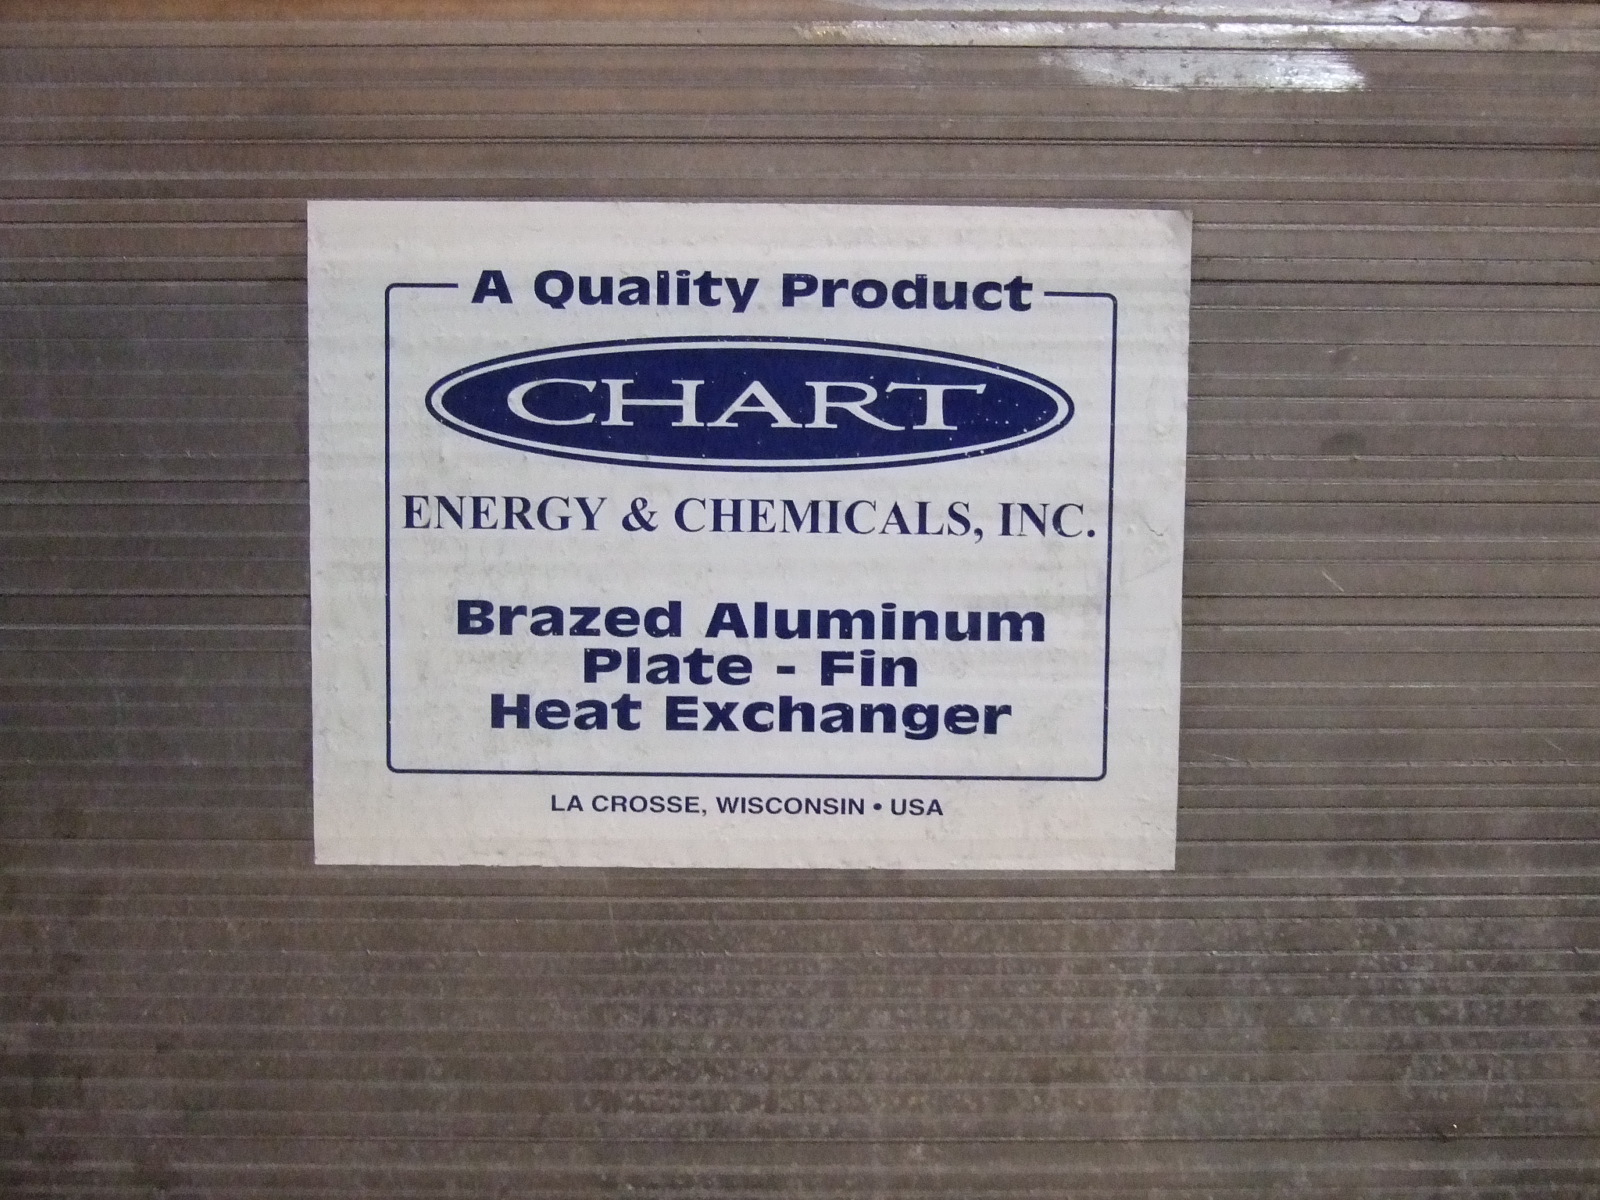 A Quality Product
CHART
ENERGY & CHEMICALS, INC.
Brazed Aluminum
Plate - Fin
Heat Exchanger
LA CROSSE, WISCONSIN • USA